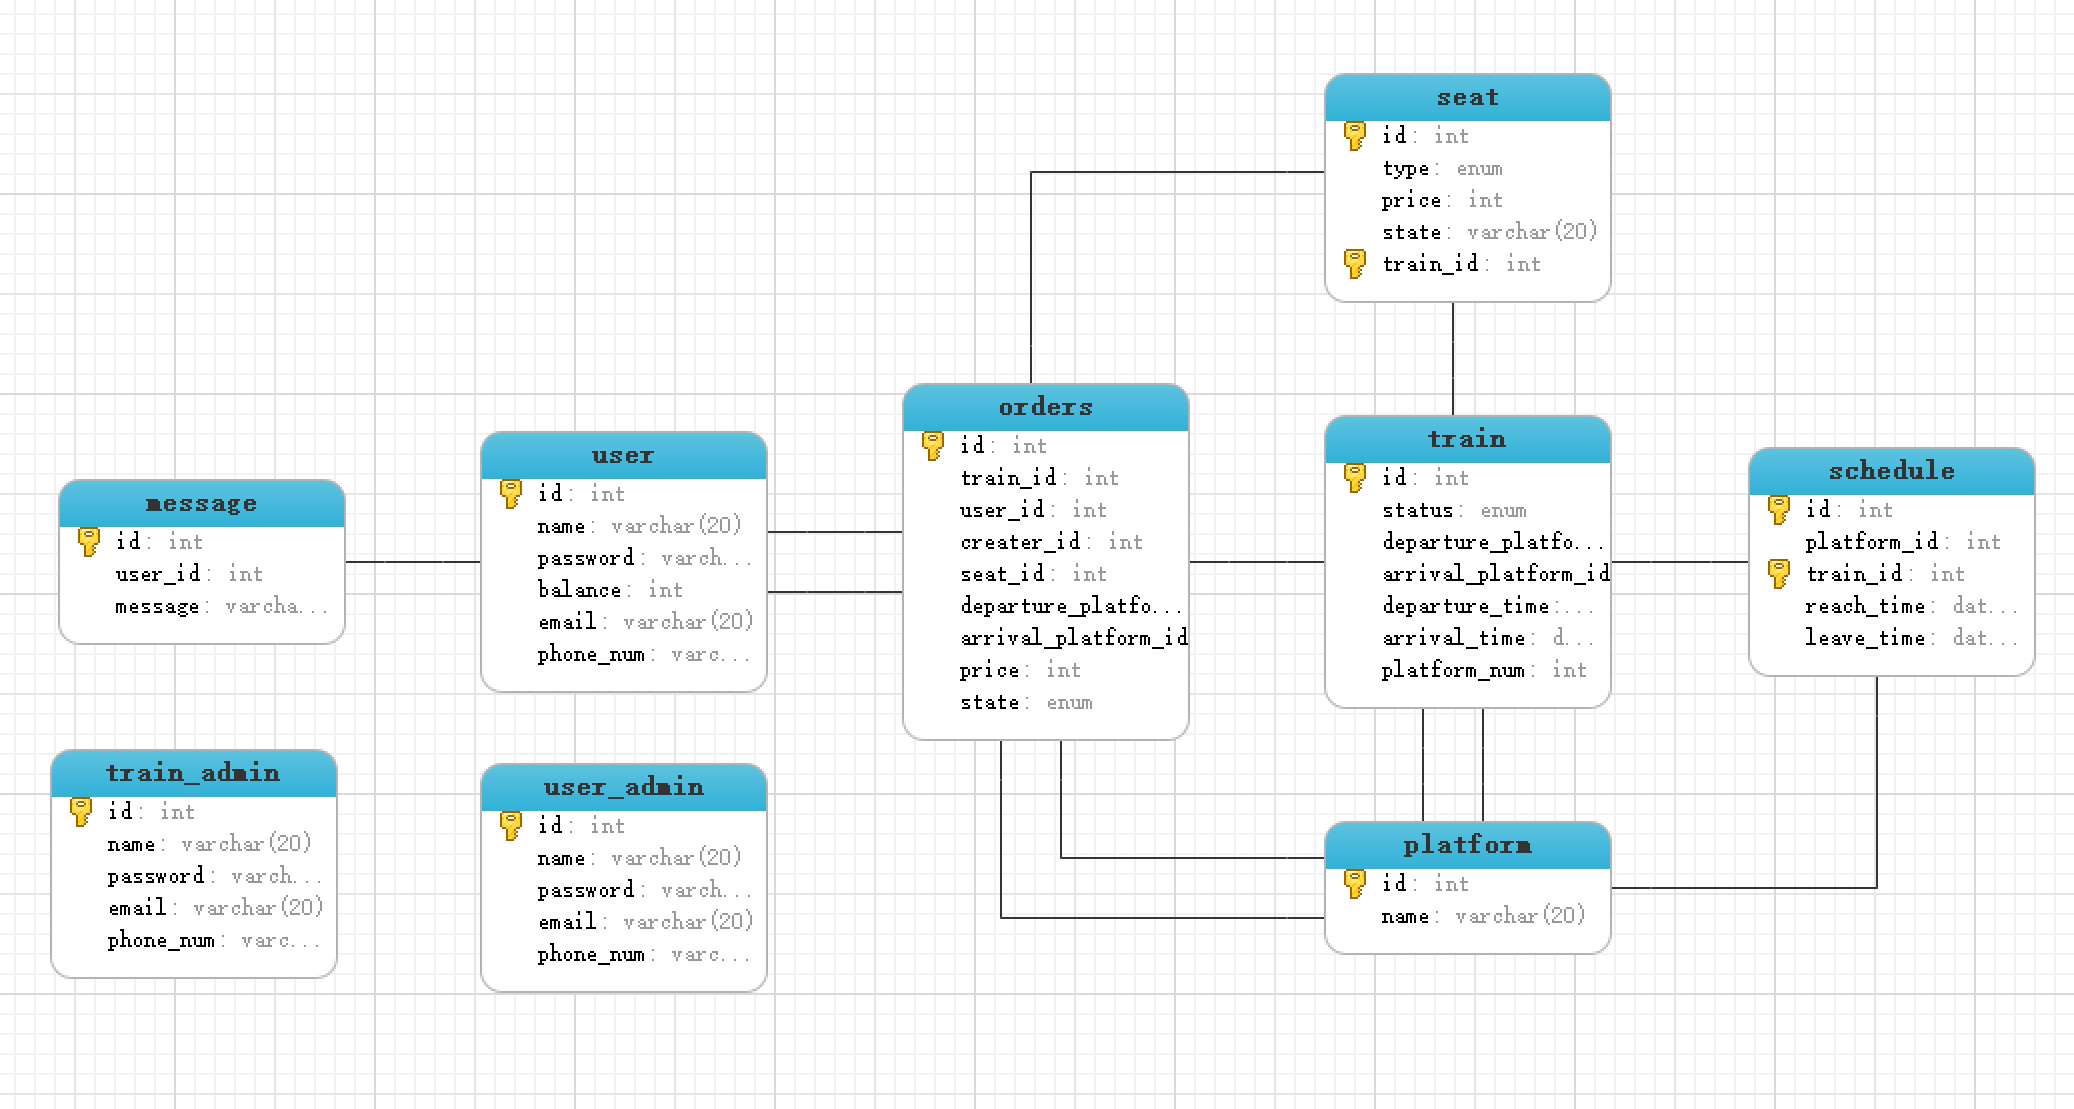 seat
id: int
type: enum
price: int
state: varchar(20)
train_id: int
orders
id: int
train_id: int
user_id: int
creater_id: int
seat_id: int
departure_platfo...
arrival_platform_id
price: int
state: enum
train
id: int
status: enum
departure_platfo...
arrival_platform_id
departure_time:...
arrival_time: d...
platform_num: int
schedule
id: int
platform_id: int
train_id: int
reach_time: dat...
leave_time: dat...
user
id: int
name: varchar(20)
password: varch...
balance: int
email: varchar(20)
phone_num: varc...
message
id: int
user_id: int
message: varcha...
train_admin
id: int
name: varchar(20)
password: varch...
email: varchar(20)
phone_num: varc...
user_admin
id: int
name: varchar(20)
password: varch...
email: varchar(20)
phone_num: varc...
platform
id: int
name: varchar(20)